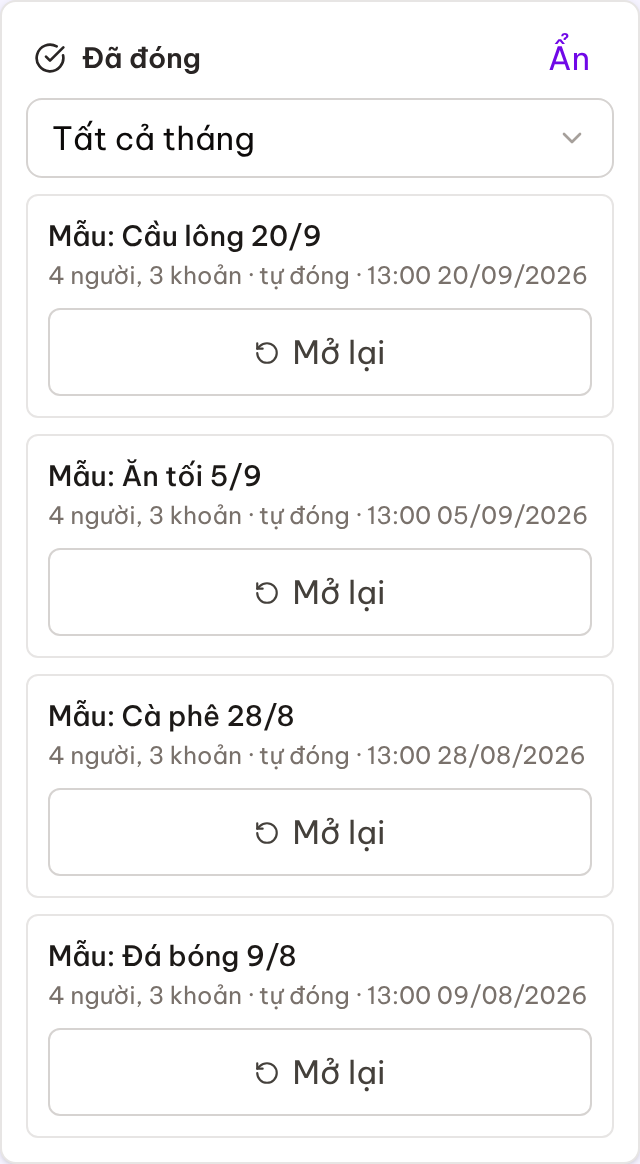 Đã đóng
Ẩn
Tất cả tháng
Mẫu: Cầu lông 20/9
4 người, 3 khoản · tự đóng · 13:00 20/09/2026
Mở lại
Mẫu: Ăn tối 5/9
4 người, 3 khoản · tự đóng · 13:00 05/09/2026
Mở lại
Mẫu: Cà phê 28/8
4 người, 3 khoản · tự đóng · 13:00 28/08/2026
Mở lại
Mẫu: Đá bóng 9/8
4 người, 3 khoản · tự đóng · 13:00 09/08/2026
Mở lại